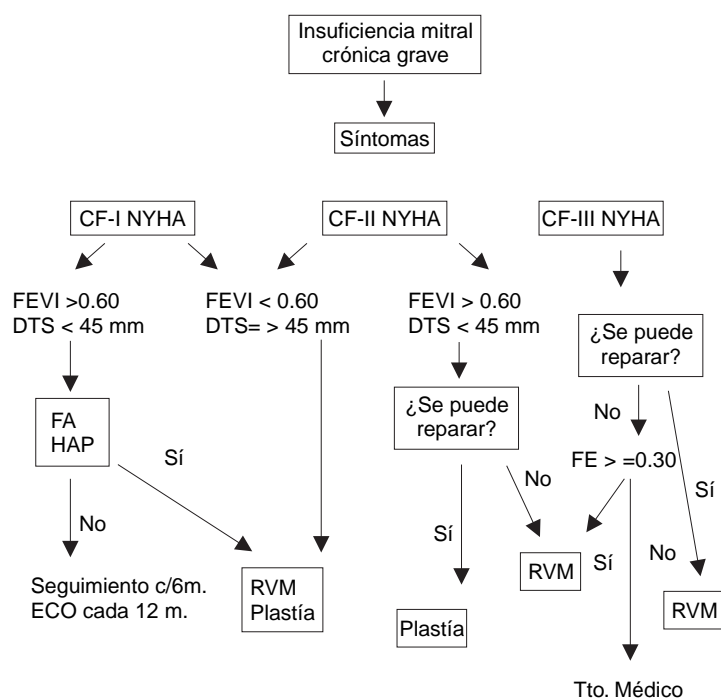 Insuficiencia mitral
crónica grave
Síntomas
CF-I NYHA
CF-II NYHA
CF-III NYHA
FEVI >0.60
DTS < 45 mm
FEVI < 0.60
DTS= > 45 mm
FEVI > 0.60
DTS < 45 mm
¿Se puede
reparar?
FA
HAP
Sí
No
Seguimiento c/6m.
ECO cada 12 m.
RVM
Plastía
¿Se puede
reparar?
Sí
No
Plastía
RVM
No
Sí
FE > =0.30
Sí
No
RVM
Tto. Médico